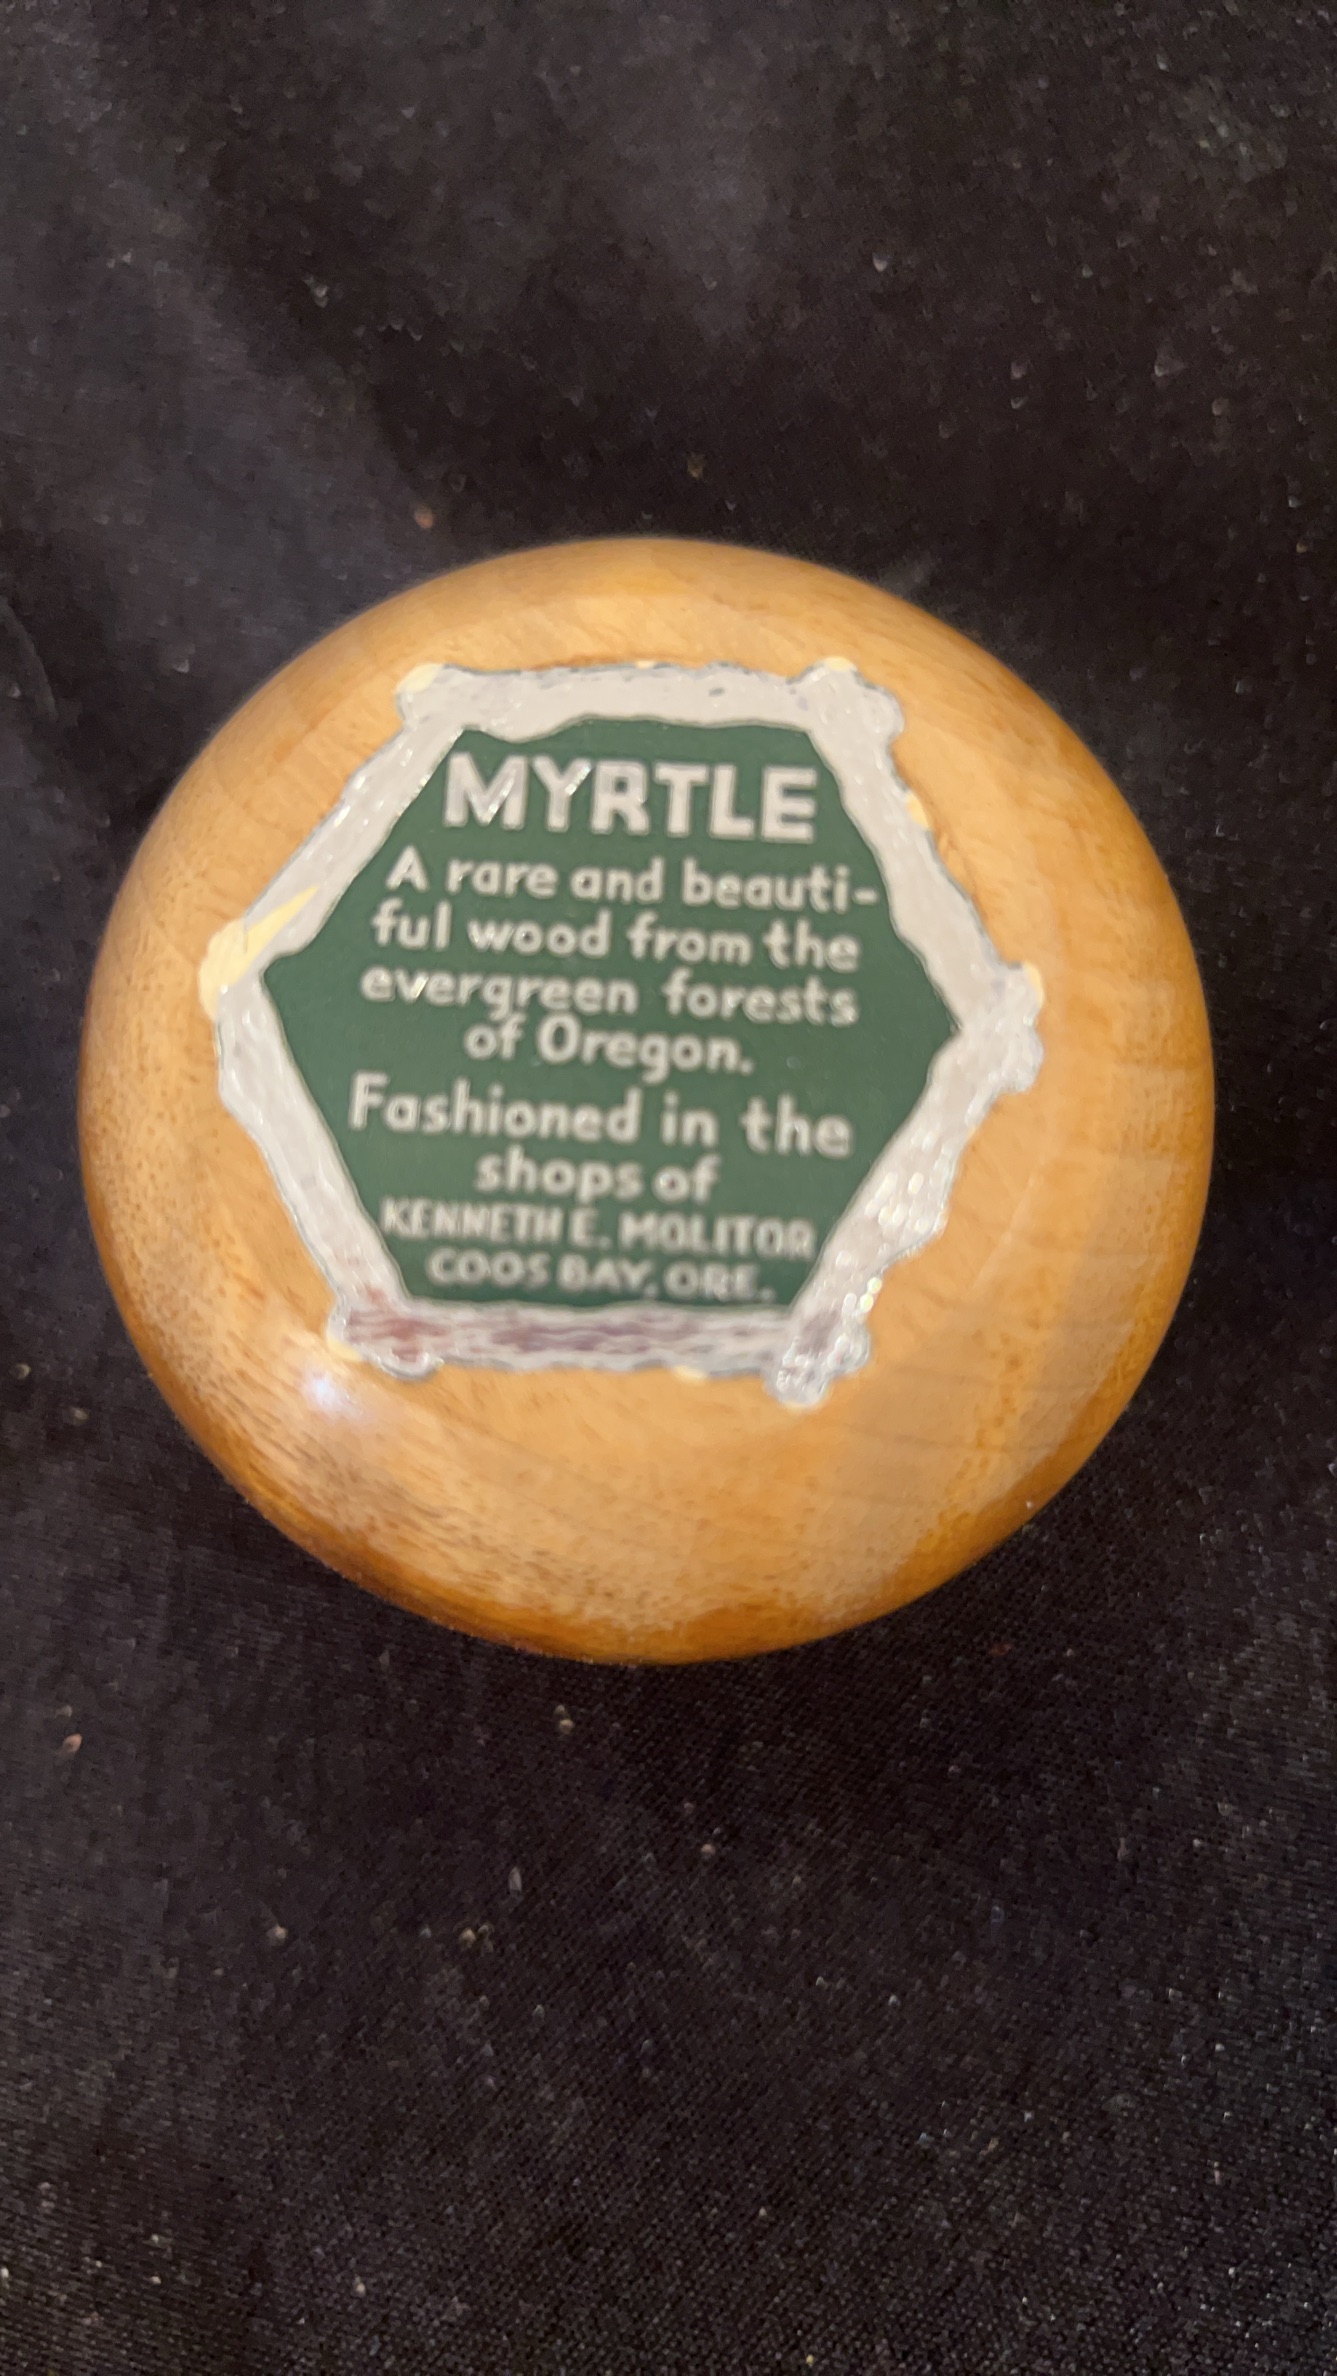 MYRTLE
A rare and beauti-
ful wood from the
evergreen forests
of Oregon.
Fashioned in the
shops of
KENNETH E. MOLITOR
COOS BAY, ORE.